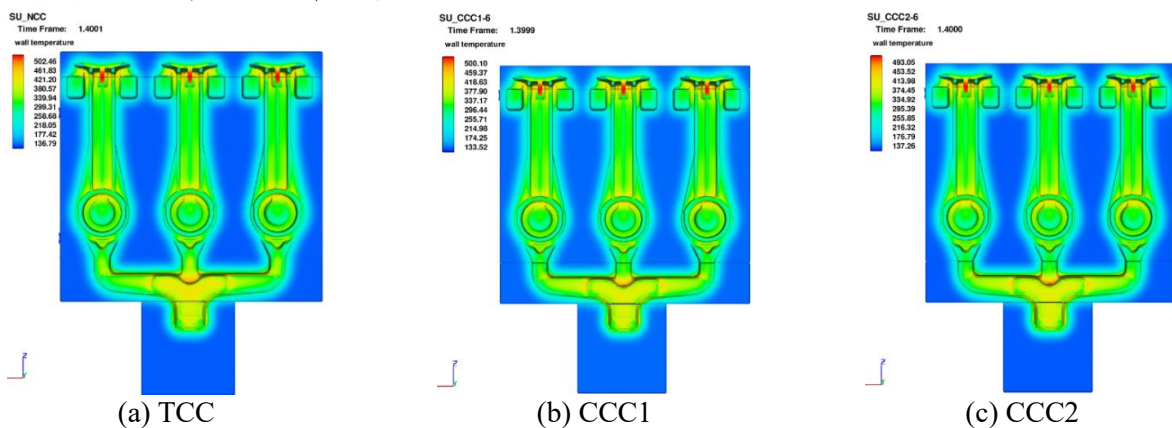 SU_NCC
Time Frame: 1.4001
wall temperature
502.46
461.83
421.20
380.57
339.94
299.31
258.68
218.05
177.42
136.79
Z
Y
(a) TCC
SU_CCC1-6
Time Frame: 1.3999
wall temperature
500.10
459.37
418.63
377.90
337.17
296.44
255.71
214.98
174.25
133.52
Z
Y
(b) CCC1
SU_CCC2-6
Time Frame: 1.4000
wall temperature
493.05
453.52
413.98
374.45
334.92
295.39
255.85
216.32
176.79
137.26
Z
Y
(c) CCC2